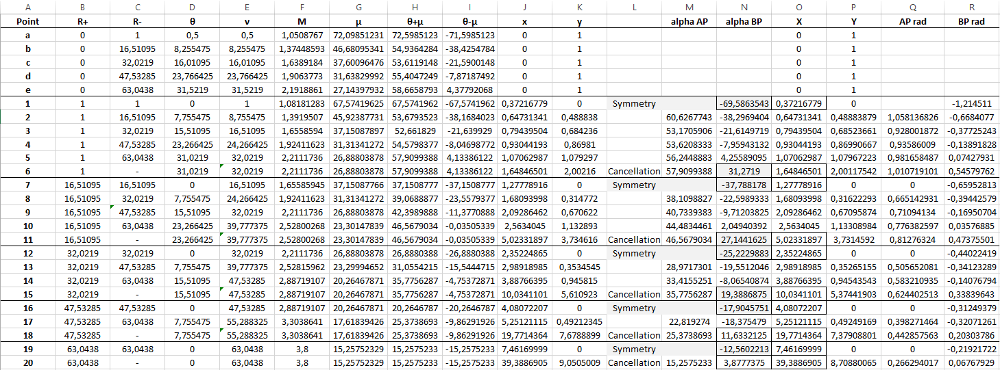 A B C D E F G H I J K L M N O P Q R
Point R+ R- θ ν M μ θ+μ θ-μ x y alpha AP alpha BP X Y AP rad BP rad
a 0 1 0,5 0,5 1,0508767 72,09851231 72,5985123 -71,5985123 0 1 0 1
b 0 16,51095 8,255475 8,255475 1,37448593 46,68095341 54,9364284 -38,4254784 0 1 0 1
c 0 32,0219 16,01095 16,01095 1,6389184 37,60096476 53,6119148 -21,5900148 0 1 0 1
d 0 47,53285 23,766425 23,766425 1,9063773 31,63829992 55,4047249 -7,87187492 0 1 0 1
e 0 63,0438 31,5219 31,5219 2,1918861 27,14397932 58,6658793 4,37792068 0 1 0 1
1 1 1 0 1 1,08181283 67,57419625 67,5741962 -67,5741962 0,37216779 0 Symmetry -69,5863543 0,37216779 0 -1,214511
2 1 16,51095 7,755475 8,755475 1,3919507 45,92387731 53,6793523 -38,1684023 0,64731341 0,488838 60,6267743 -38,2969404 0,64731341 0,48883879 1,058136826 -0,6684077
3 1 32,0219 15,51095 16,51095 1,6558594 37,15087897 52,661829 -21,639929 0,79439504 0,684236 53,1705906 -21,6149719 0,79439504 0,68523661 0,928001872 -0,37725243
4 1 47,53285 23,266425 24,266425 1,92411623 31,31341272 54,5798377 -8,04698772 0,93044193 0,86981 53,6208333 -7,95943132 0,93044193 0,86990667 0,93586009 -0,13891828
5 1 63,0438 31,0219 32,0219 2,2111736 26,88803878 57,9099388 4,13386122 1,07062987 1,079297 56,2448883 4,25589095 1,07062987 1,07967223 0,981658487 0,07427931
6 1 - 31,0219 32,0219 2,2111736 26,88803878 57,9099388 4,13386122 1,64846501 2,00216 Cancellation 57,9099388 31,2719 1,64846501 2,00117542 1,010719101 0,54579762
7 16,51095 16,51095 0 16,51095 1,65585945 37,15087766 37,1508777 -37,1508777 1,27778916 0 Symmetry -37,788178 1,27778916 0 0 -0,65952813
8 16,51095 32,0219 7,755475 24,266425 1,92411623 31,31341272 39,0688877 -23,5579377 1,68093998 0,314772 38,1098827 -22,5989333 1,68093998 0,31622293 0,665142931 -0,39442579
9 16,51095 47,53285 15,51095 32,0219 2,2111736 26,88803878 42,3989888 -11,3770888 2,09286462 0,670622 40,7339383 -9,71203825 2,09286462 0,67095874 0,71094134 -0,16950704
10 16,51095 63,0438 23,266425 39,777375 2,52800268 23,30147839 46,5679034 -0,03505339 2,5634045 1,132893 44,4834461 2,04940392 2,5634045 1,13308984 0,776382597 0,03576885
11 16,51095 - 23,266425 39,777375 2,52800268 23,30147839 46,5679034 -0,03505339 5,02331897 3,734616 Cancellation 46,5679034 27,1441625 5,02331897 3,7314592 0,81276324 0,47375501
12 32,0219 32,0219 0 32,0219 2,2111736 26,88803878 26,8880388 -26,8880388 2,35224865 0 Symmetry -25,2229883 2,35224865 0 0 -0,44022419
13 32,0219 47,53285 7,755475 39,777375 2,52815962 23,29994652 31,0554215 -15,5444715 2,98918985 0,3534545 28,9717301 -19,5512046 2,98918985 0,35265155 0,505652081 -0,34123289
14 32,0219 63,0438 15,51095 47,53285 2,88719107 20,26467871 35,7756287 -4,75372871 3,88766395 0,945815 33,4155251 -8,06540874 3,88766395 0,94543543 0,583210935 -0,14076794
15 32,0219 - 15,51095 47,53285 2,88719107 20,26467871 35,7756287 -4,75372871 10,0341101 5,610923 Cancellation 35,7756287 19,3886875 10,0341101 5,37441903 0,624402513 0,33839643
16 47,53285 47,53285 0 47,53285 2,88719107 20,26467871 20,2646787 -20,2646787 4,08072207 0 Symmetry -17,9045751 4,08072207 0 0 -0,31249379
17 47,53285 63,0438 7,755475 55,288325 3,3038641 17,61839426 25,3738693 -9,86291926 5,25121115 0,49212345 22,819274 -18,375479 5,25121115 0,49249169 0,398271464 -0,32071261
18 47,53285 - 7,755475 55,288325 3,3038641 17,61839426 25,3738693 -9,86291926 19,7714364 7,6788899 Cancellation 25,3738693 11,6332125 19,7714364 7,37908801 0,442857563 0,20303786
19 63,0438 63,0438 0 63,0438 3,8 15,25752329 15,2575233 -15,2575233 7,46169999 0 Symmetry -12,5602213 7,46169999 0 0 -0,21921722
20 63,0438 - 0 63,0438 3,8 15,25752329 15,2575233 -15,2575233 39,3886905 9,0505009 Cancellation 15,2575233 3,8777375 39,3886905 8,70880065 0,266294017 0,06767929